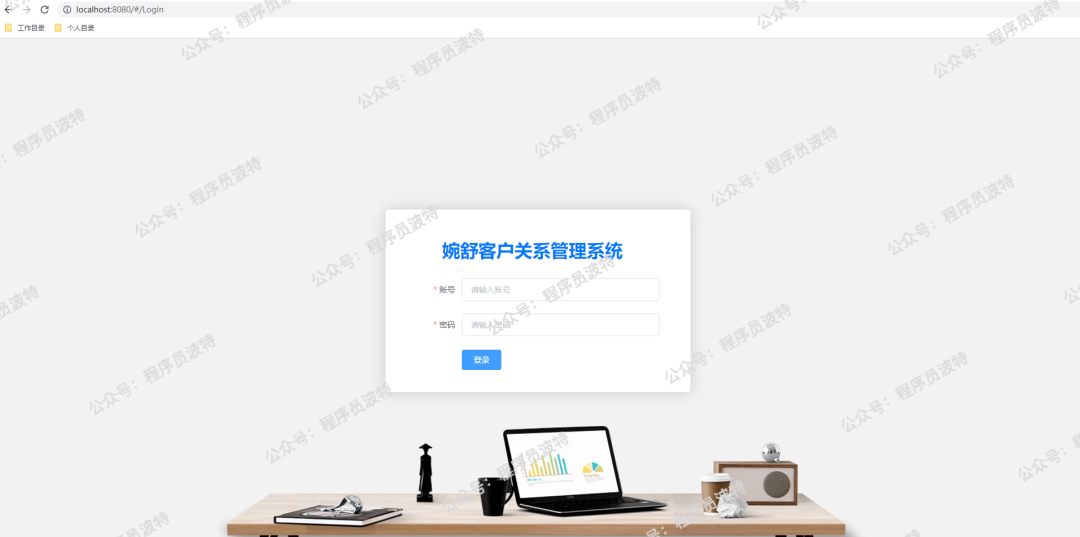 localhost:8080/#/Login
工作目录 个人目录
婉舒客户关系管理系统
* 账号 请输入账号
* 密码 请输入密码
登录
公众号：程序员波特